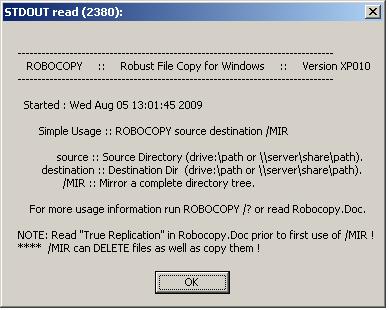 STDOUT read (2380):
-------------------------------------------------------------------------------
ROBOCOPY :: Robust File Copy for Windows :: Version XP010
-------------------------------------------------------------------------------
Started : Wed Aug 05 13:01:45 2009
Simple Usage :: ROBOCOPY source destination /MIR
source :: Source Directory (drive:\path or \\server\share\path).
destination :: Destination Dir (drive:\path or \\server\share\path).
/MIR :: Mirror a complete directory tree.
For more usage information run ROBOCOPY /? or read Robocopy.Doc.
NOTE: Read "True Replication" in Robocopy.Doc prior to first use of /MIR !
**** /MIR can DELETE files as well as copy them !
OK